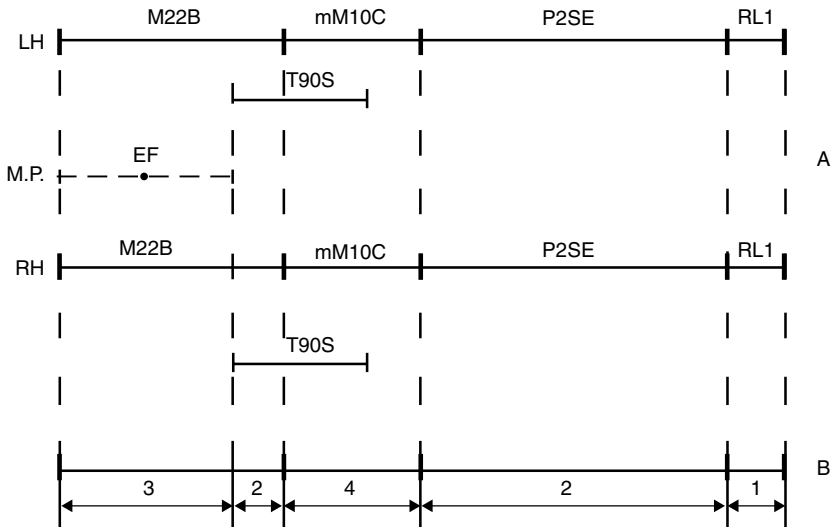 M22B mM10C P2SE RL1
LH
T90S
EF
M.P. A
M22B mM10C P2SE RL1
RH
T90S
B
3 2 4 2 1